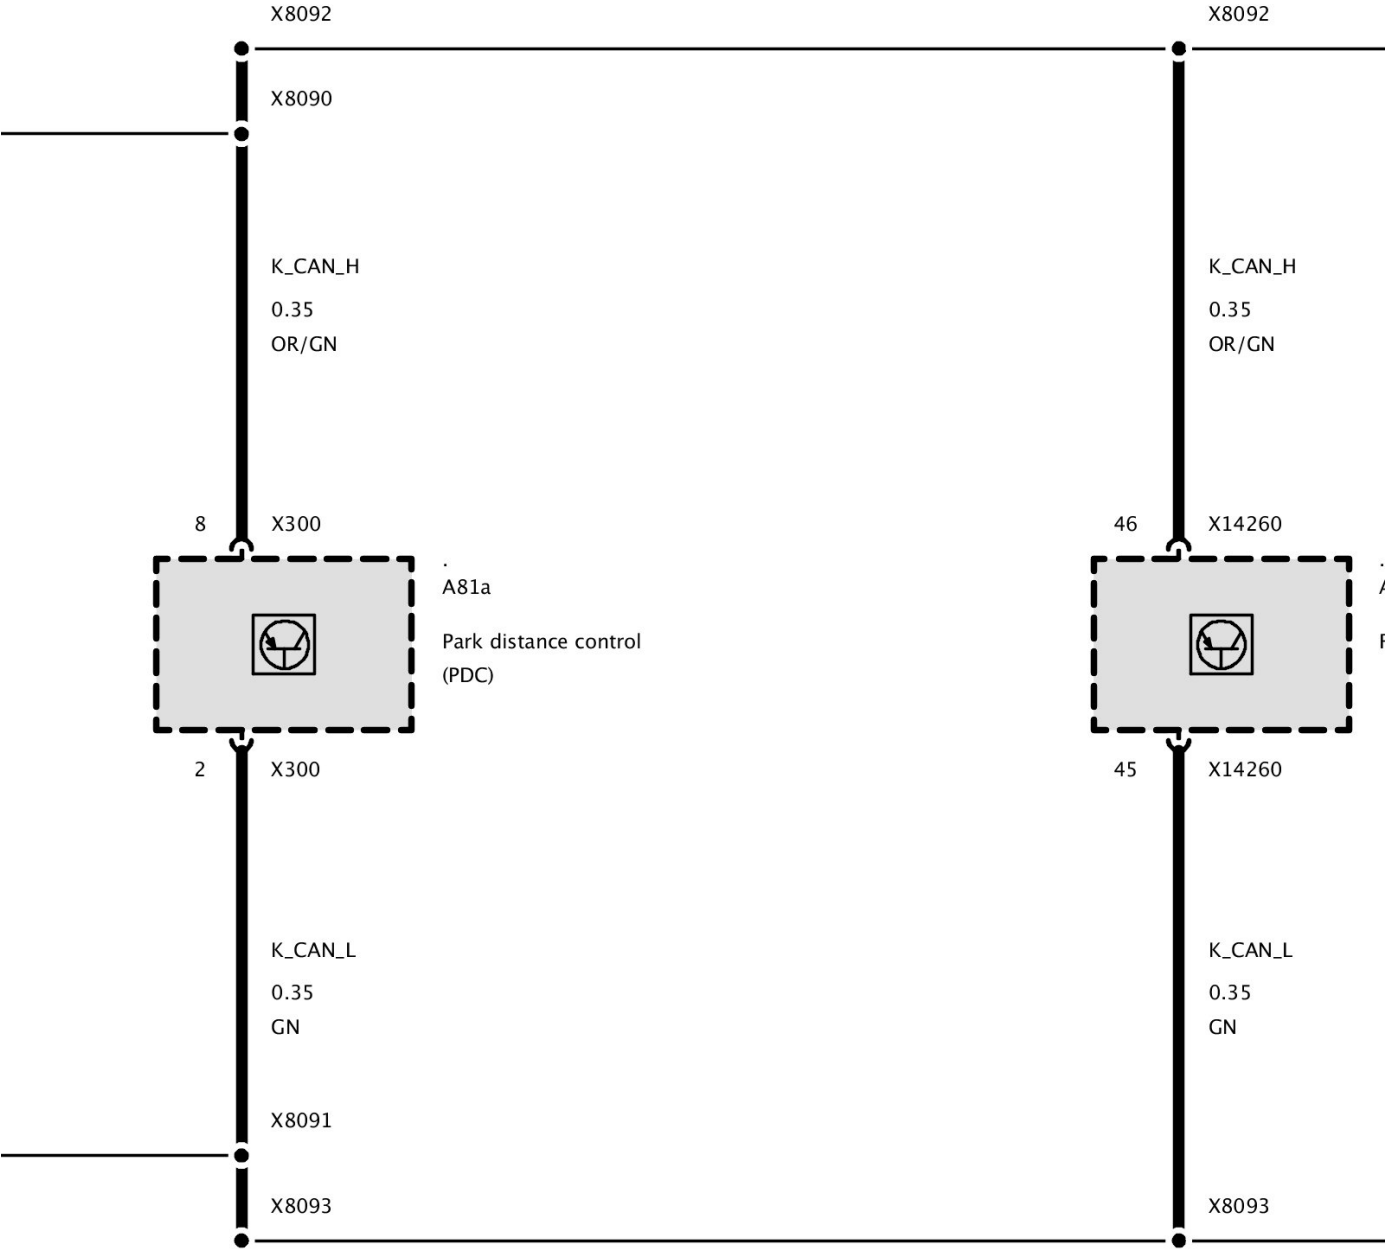 X8092
X8092
X8090
K_CAN_H
0.35
OR/GN
K_CAN_H
0.35
OR/GN
8
X300
46
X14260
.
A81a
Park distance control
(PDC)
2
X300
45
X14260
K_CAN_L
0.35
GN
K_CAN_L
0.35
GN
X8091
X8093
X8093